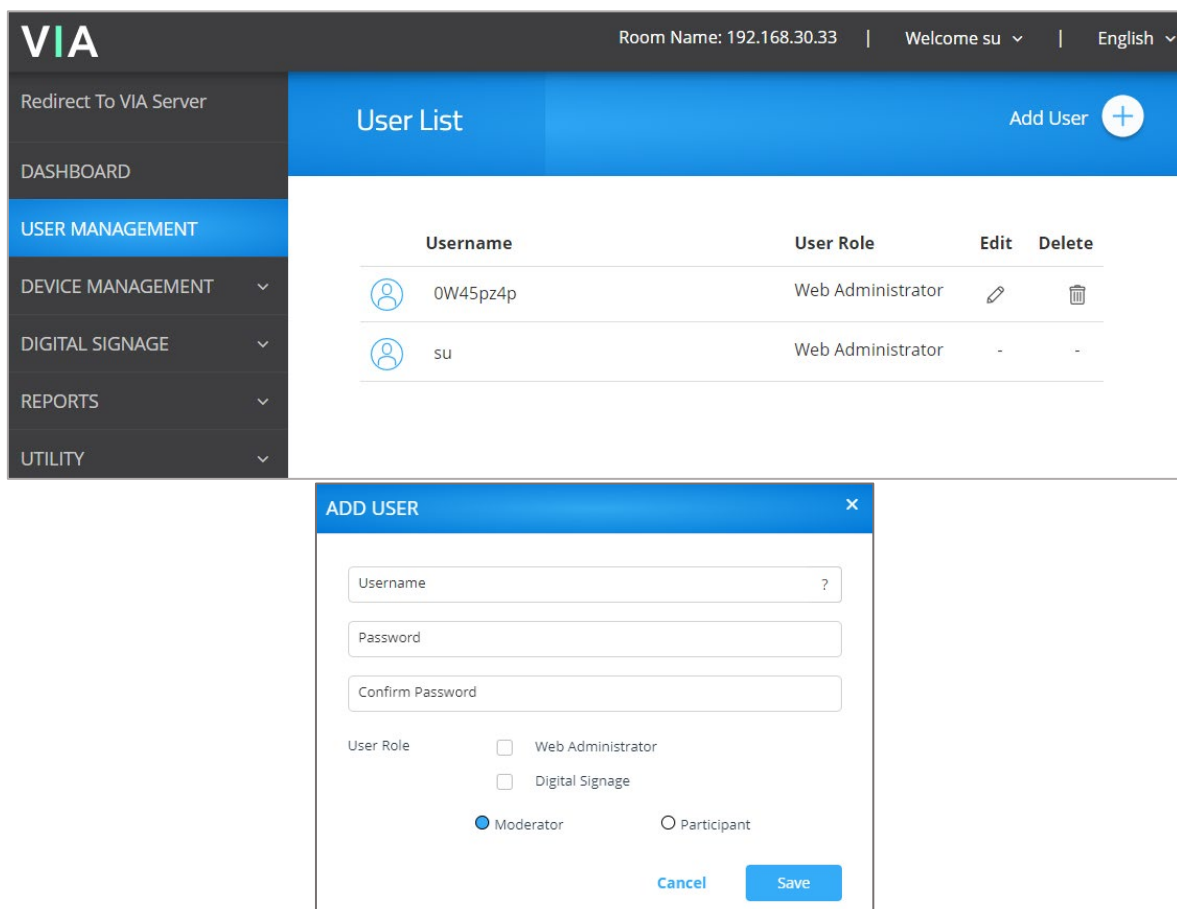 VIA
Room Name: 192.168.30.33 | Welcome su | English
Redirect To VIA Server
DASHBOARD
USER MANAGEMENT
DEVICE MANAGEMENT
DIGITAL SIGNAGE
REPORTS
UTILITY
User List
Add User
Username User Role Edit Delete
0W45pz4p Web Administrator
su Web Administrator - -
ADD USER
Username ?
Password
Confirm Password
User Role Web Administrator
Digital Signage
Moderator Participant
Cancel Save